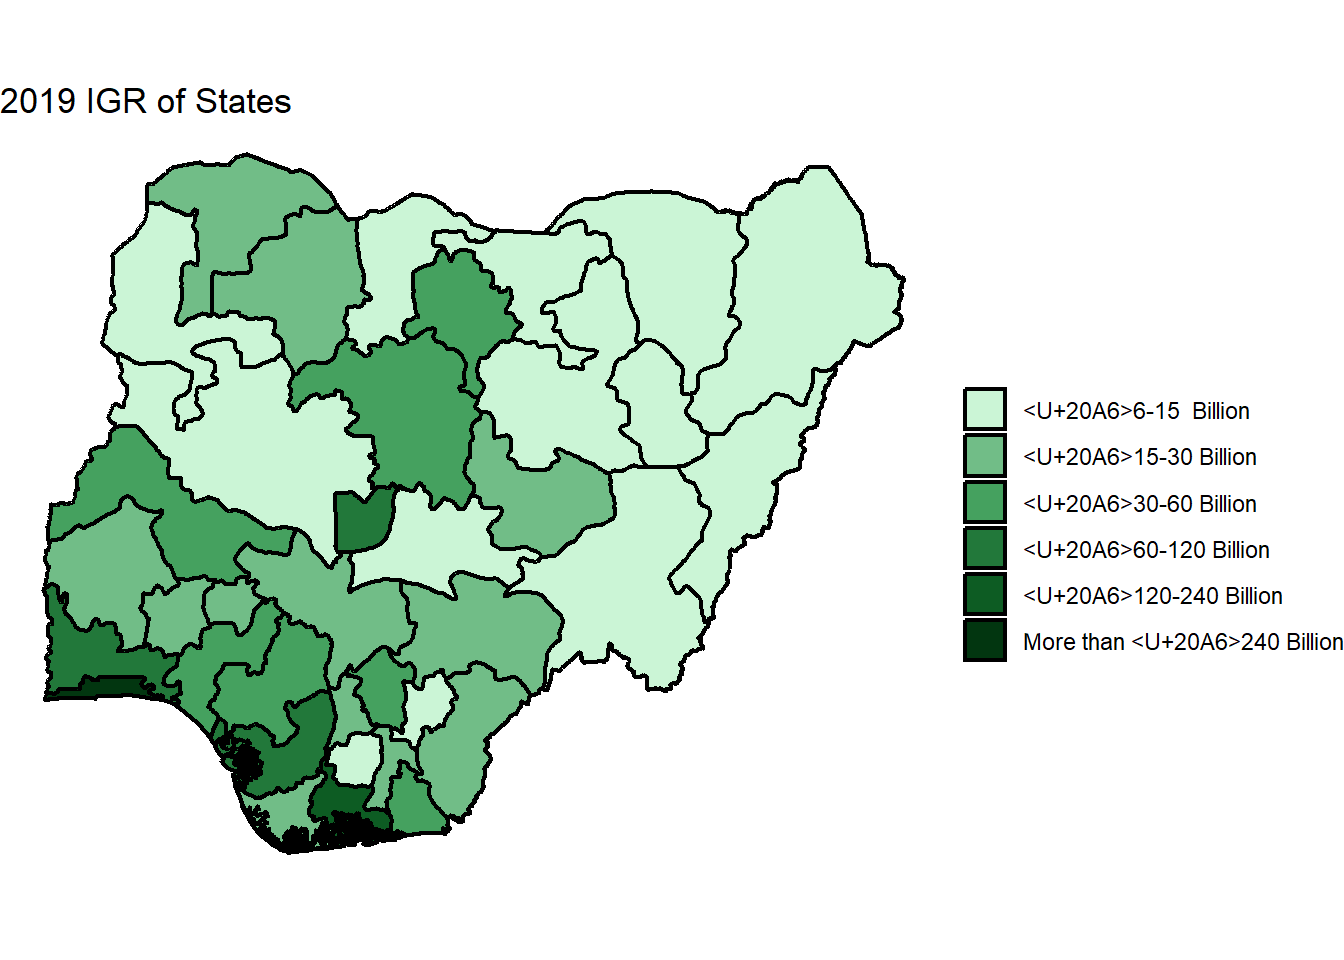 2019 IGR of States
<U+20A6>6-15  Billion
<U+20A6>15-30 Billion
<U+20A6>30-60 Billion
<U+20A6>60-120 Billion
<U+20A6>120-240 Billion
More than <U+20A6>240 Billion